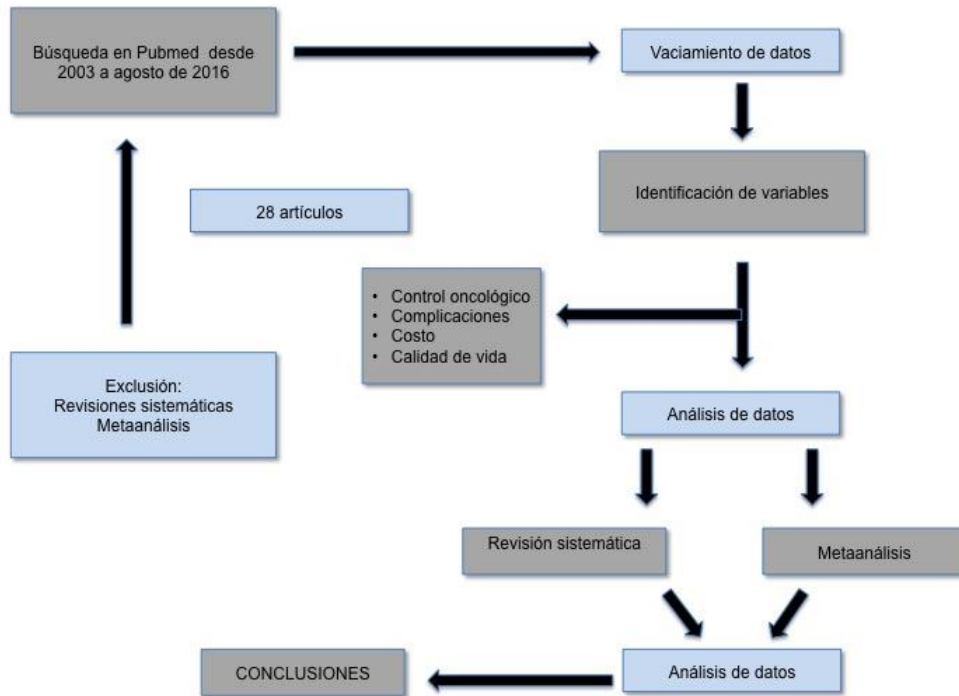 Búsqueda en Pubmed desde
2003 a agosto de 2016
Vaciamiento de datos
Identificación de variables
28 artículos
• Control oncológico
• Complicaciones
• Costo
• Calidad de vida
Exclusión:
Revisiones sistemáticas
Metaanálisis
Análisis de datos
Revisión sistemática
Metaanálisis
Análisis de datos
CONCLUSIONES